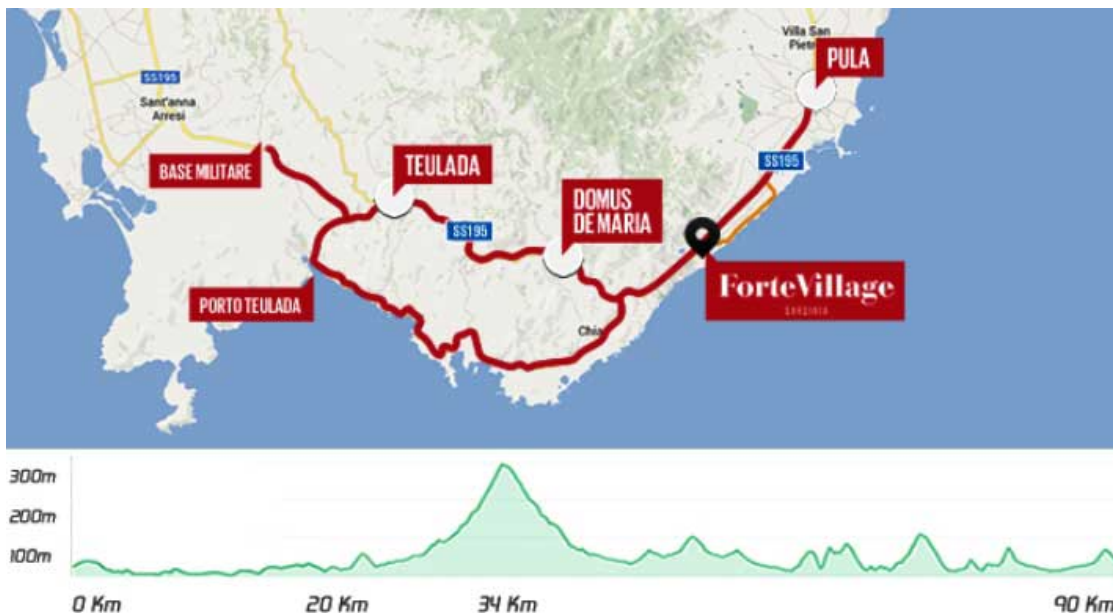 Villa San
Pietro
PULA
SS195
Sant'anna
Arresi
BASE MILITARE
TEULADA
SS195
DOMUS
DE MARIA
SS195
SS195
PORTO TEULADA
ForteVillage
SARDINIA
Chia
300m
200m
100m
0 Km
20 Km
34 Km
90 Km